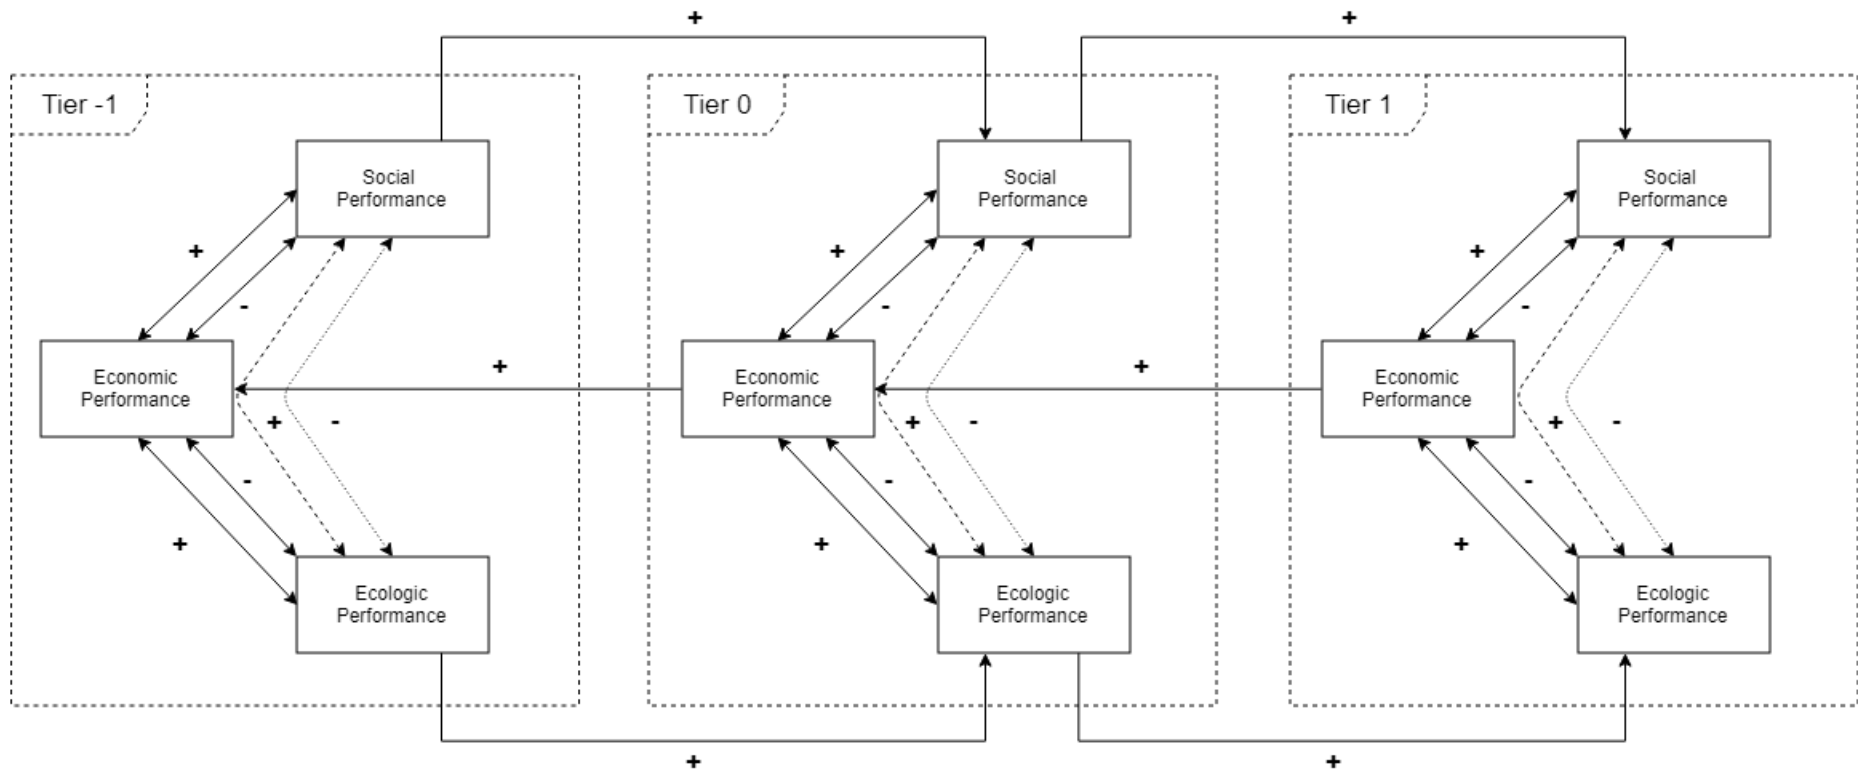 +
+
Tier -1
Tier 0
Tier 1
Social
Performance
Social
Performance
Social
Performance
+
+
+
-
-
-
+
+
Economic
Performance
Economic
Performance
Economic
Performance
+
-
+
-
+
-
-
-
-
+
+
+
Ecologic
Performance
Ecologic
Performance
Ecologic
Performance
+
+